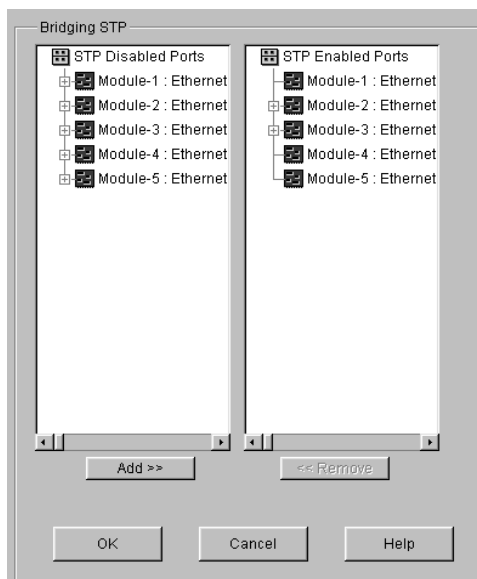 Bridging STP
STP Disabled Ports
Module-1 : Ethernet
Module-2 : Ethernet
Module-3 : Ethernet
Module-4 : Ethernet
Module-5 : Ethernet
Add >>
STP Enabled Ports
Module-1 : Ethernet
Module-2 : Ethernet
Module-3 : Ethernet
Module-4 : Ethernet
Module-5 : Ethernet
<< Remove
OK
Cancel
Help